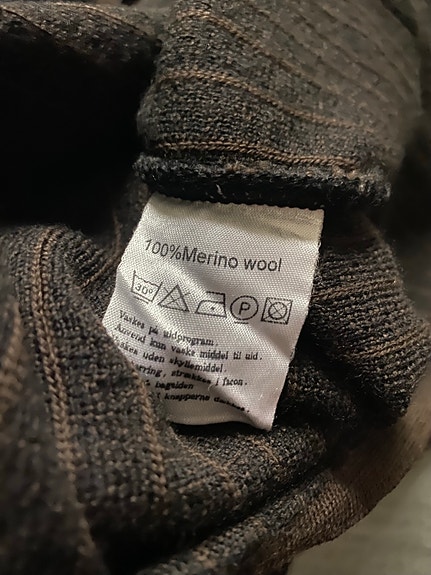 100%Merino wool
30° P
Vaskes på uldprogram.
Anvend kun vaske middel til uld.
uden skyllemiddel.
strækkes i facon.
bagsiden
knapperne